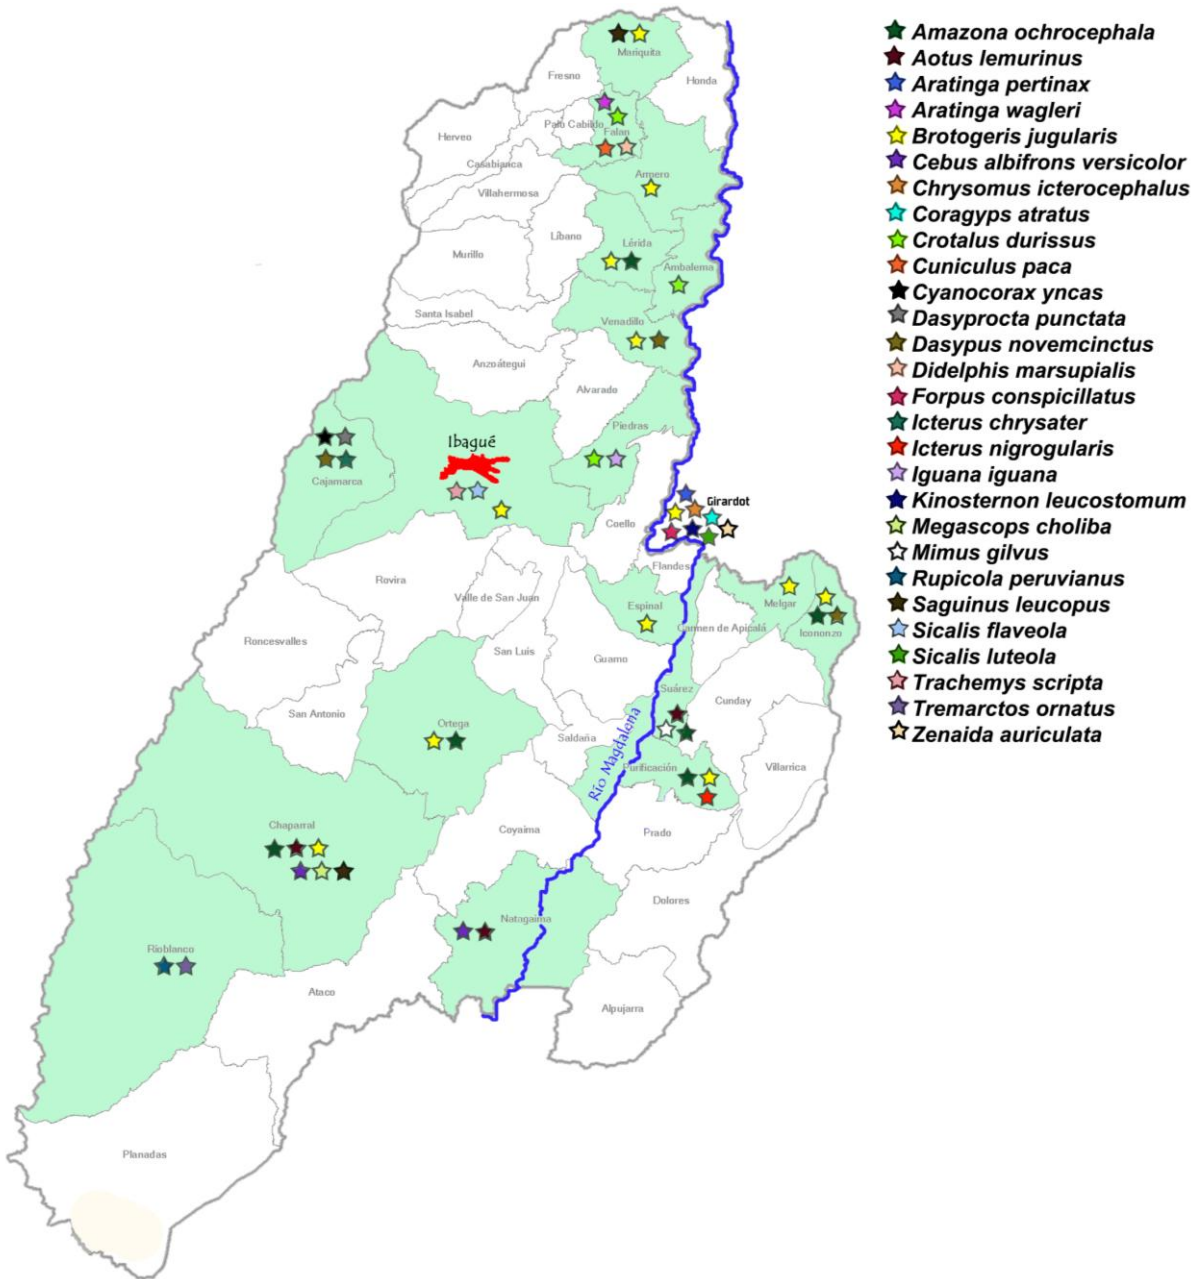 Mariquita
Fresno
Honda
Palo Cabildo
Falan
Herveo
Casabianca
Armero
Villahermosa
Líbano
Lérida
Murillo
Ambalema
Santa Isabel
Venadillo
Anzoátegui
Alvarado
Piedras
Ibagué
Cajamarca
Girardot
Coello
Flandes
Rovira
Valle de San Juan
Espinal
Melgar
Carmen de Apicalá
Icononzo
Roncesvalles
San Luis
Guamo
Suárez
Cunday
San Antonio
Ortega
Saldaña
Río Magdalena
Purificación
Villarrica
Chaparral
Coyaima
Prado
Dolores
Natagaima
Rioblanco
Ataco
Alpujarra
Planadas
Amazona ochrocephala
Aotus lemurinus
Aratinga pertinax
Aratinga wagleri
Brotogeris jugularis
Cebus albifrons versicolor
Chrysomus icterocephalus
Coragyps atratus
Crotalus durissus
Cuniculus paca
Cyanocorax yncas
Dasyprocta punctata
Dasypus novemcinctus
Didelphis marsupialis
Forpus conspicillatus
Icterus chrysater
Icterus nigrogularis
Iguana iguana
Kinosternon leucostomum
Megascops choliba
Mimus gilvus
Rupicola peruvianus
Saguinus leucopus
Sicalis flaveola
Sicalis luteola
Trachemys scripta
Tremarctos ornatus
Zenaida auriculata